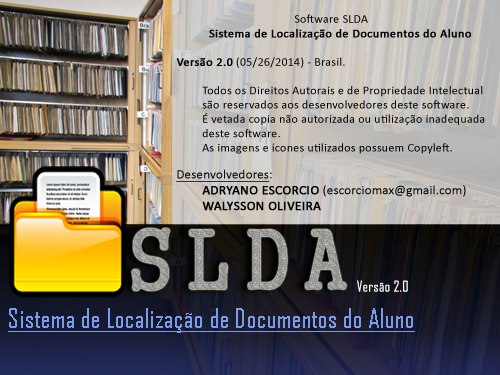 Software SLDA
Sistema de Localização de Documentos do Aluno
Versão 2.0 (05/26/2014) - Brasil.
Todos os Direitos Autorais e de Propriedade Intelectual
são reservados aos desenvolvedores deste software.
É vetada copia não autorizada ou utilização inadequada
deste software.
As imagens e ícones utilizados possuem Copyleft.
Desenvolvedores:
ADRYANO ESCORCIO (escorciomax@gmail.com)
WALYSSON OLIVEIRA
SLDA
Versão 2.0
Sistema de Localização de Documentos do Aluno